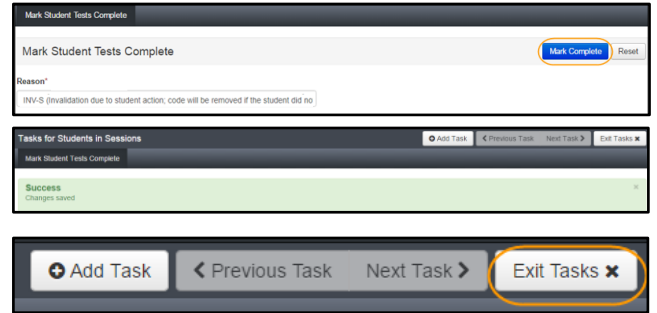 Mark Student Tests Complete
Mark Student Tests Complete
Mark Complete
Reset
Reason*
INV-S (Invalidation due to student action; code will be removed if the student did no
Tasks for Students in Sessions
Add Task
Previous Task
Next Task
Exit Tasks
Mark Student Tests Complete
Success
Changes saved
Add Task
Previous Task
Next Task
Exit Tasks